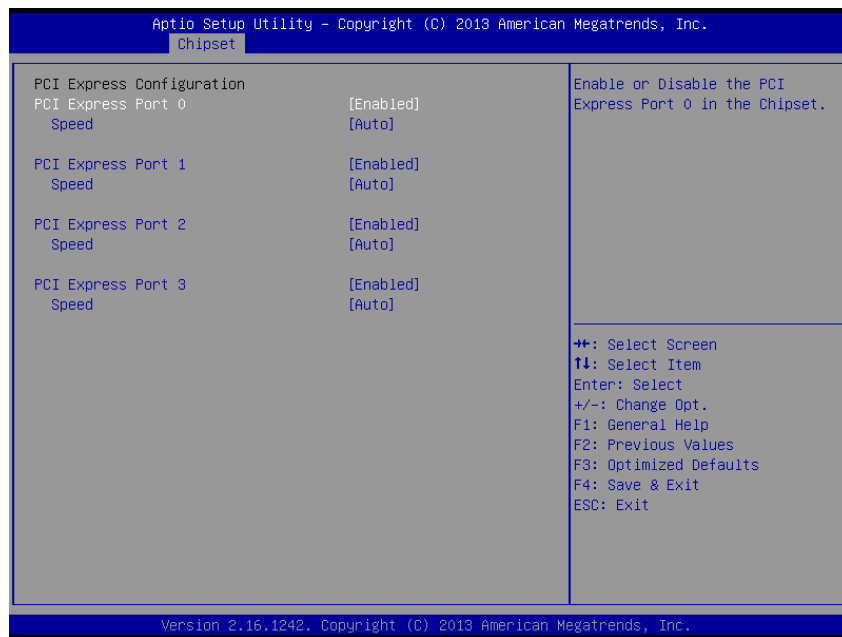 Aptio Setup Utility – Copyright (C) 2013 American Megatrends, Inc.
Chipset
PCI Express Configuration
PCI Express Port 0 [Enabled]
Speed [Auto]
PCI Express Port 1 [Enabled]
Speed [Auto]
PCI Express Port 2 [Enabled]
Speed [Auto]
PCI Express Port 3 [Enabled]
Speed [Auto]
Enable or Disable the PCI
Express Port 0 in the Chipset.
→←: Select Screen
↑↓: Select Item
Enter: Select
+/-: Change Opt.
F1: General Help
F2: Previous Values
F3: Optimized Defaults
F4: Save & Exit
ESC: Exit
Version 2.16.1242. Copyright (C) 2013 American Megatrends, Inc.